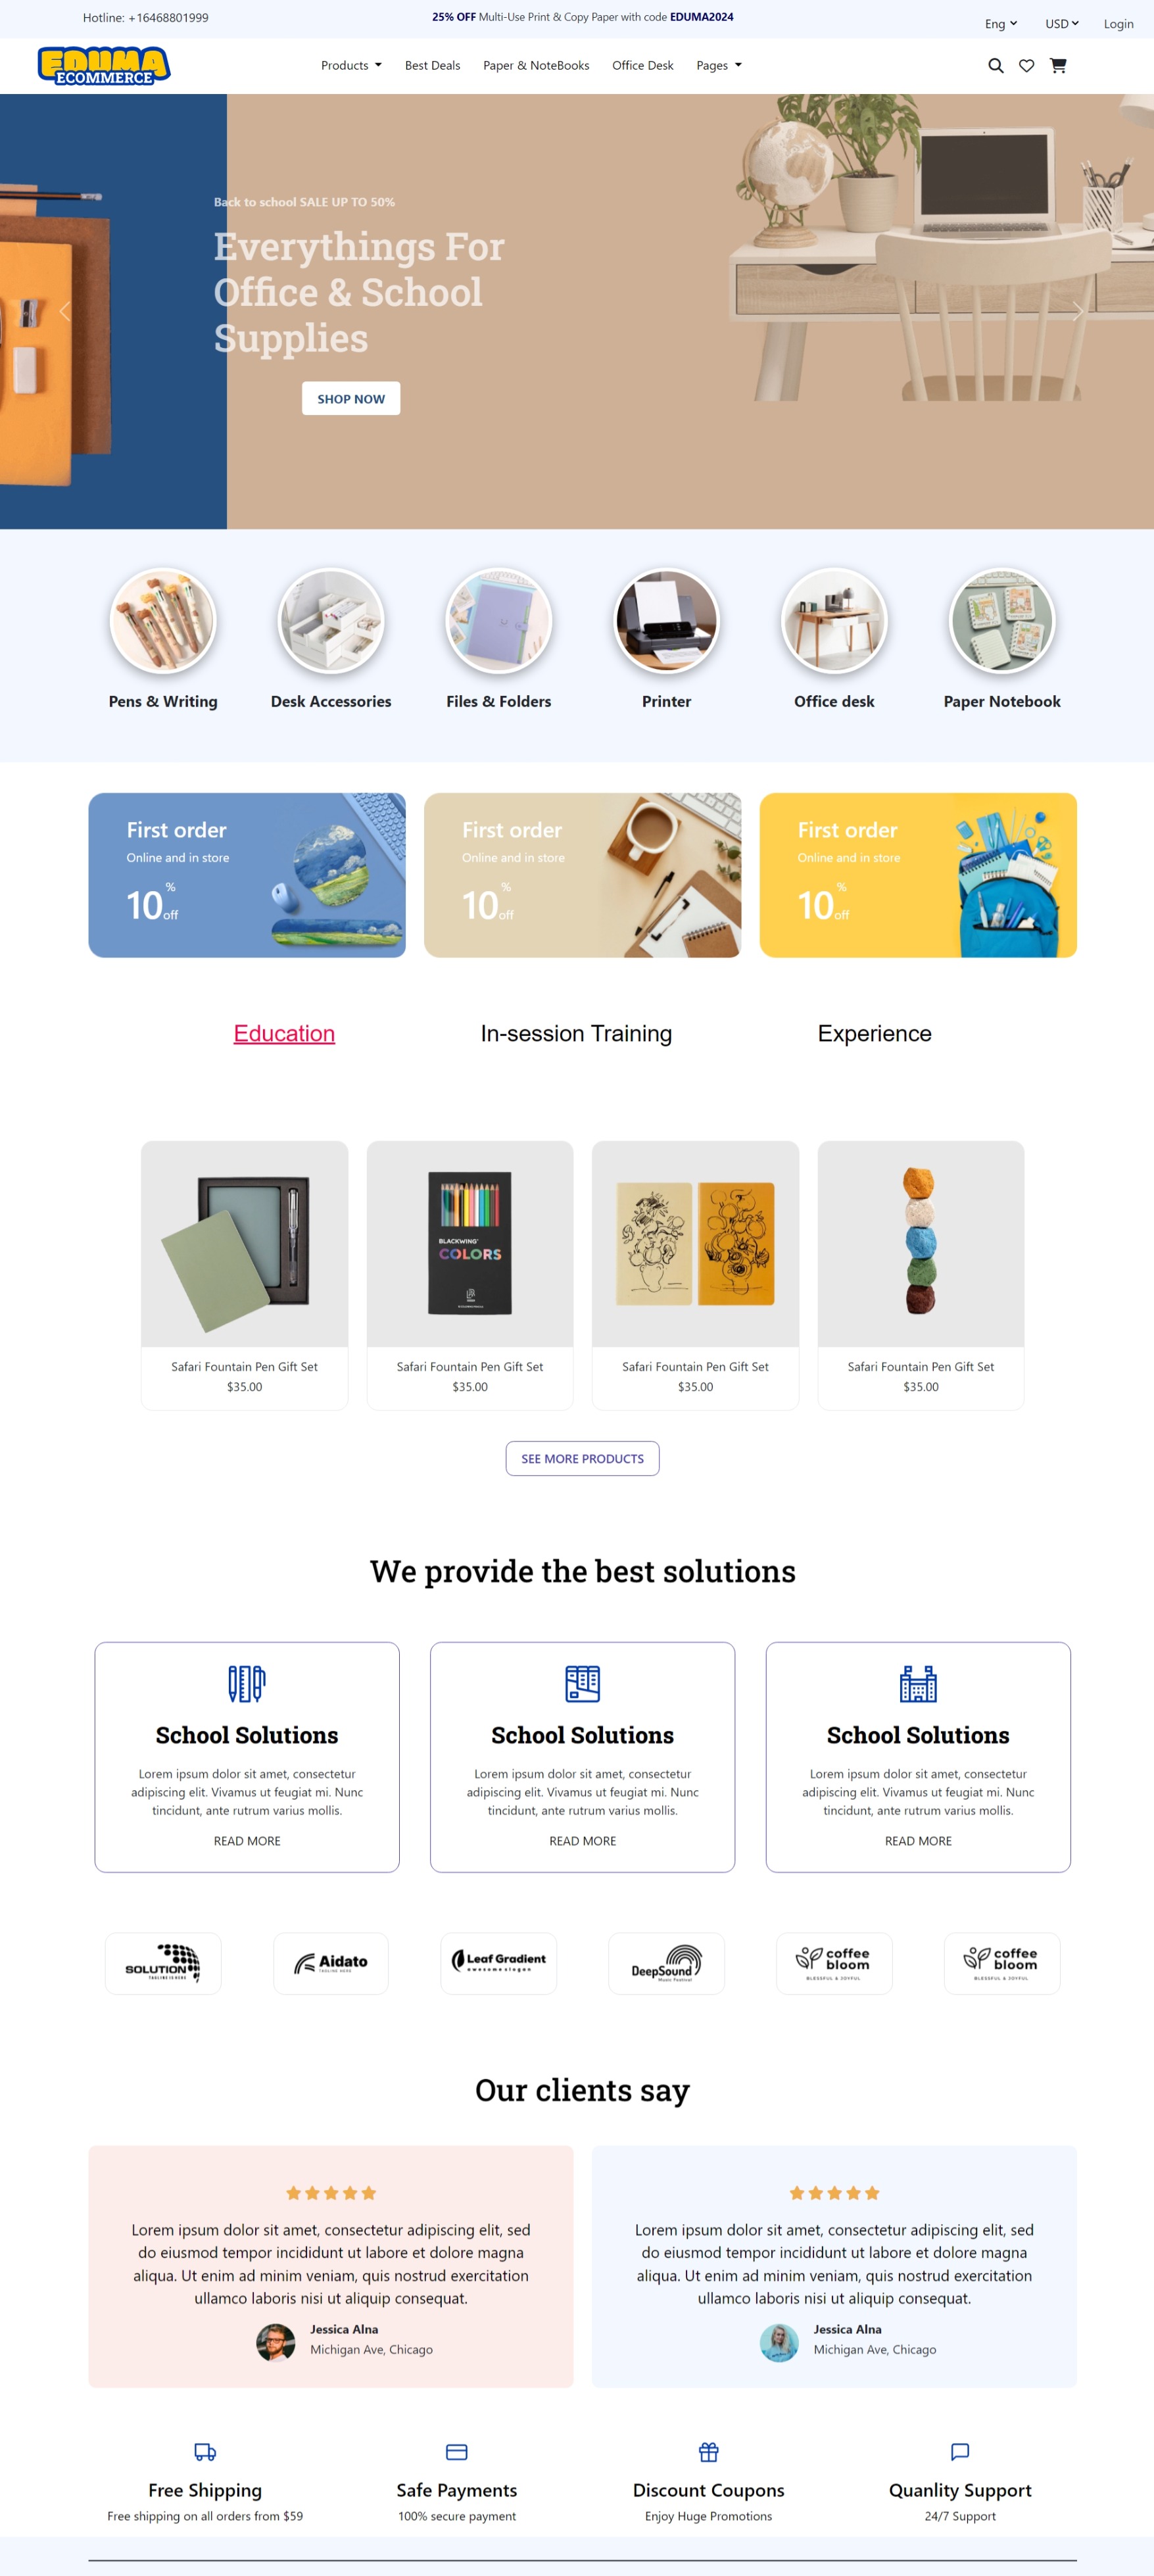 Hotline: +16468801999
25% OFF Multi-Use Print & Copy Paper with code EDUMA2024
Eng
USD
Login
EDUMA
ECOMMERCE
Products
Best Deals
Paper & NoteBooks
Office Desk
Pages
Back to school SALE UP TO 50%
Everythings For
Office & School
Supplies
SHOP NOW
Pens & Writing
Desk Accessories
Files & Folders
Printer
Office desk
Paper Notebook
First order
Online and in store
10 % off
First order
Online and in store
10 % off
First order
Online and in store
10 % off
Education
In-session Training
Experience
BLACKWING
COLORS
Safari Fountain Pen Gift Set
$35.00
Safari Fountain Pen Gift Set
$35.00
Safari Fountain Pen Gift Set
$35.00
Safari Fountain Pen Gift Set
$35.00
SEE MORE PRODUCTS
We provide the best solutions
School Solutions
Lorem ipsum dolor sit amet, consectetur
adipiscing elit. Vivamus ut feugiat mi. Nunc
tincidunt, ante rutrum varius mollis.
READ MORE
School Solutions
Lorem ipsum dolor sit amet, consectetur
adipiscing elit. Vivamus ut feugiat mi. Nunc
tincidunt, ante rutrum varius mollis.
READ MORE
School Solutions
Lorem ipsum dolor sit amet, consectetur
adipiscing elit. Vivamus ut feugiat mi. Nunc
tincidunt, ante rutrum varius mollis.
READ MORE
SOLUTION
TAGLINE IS HERE
Aidato
TAGLINE HERE
Leaf Gradient
awesome slogan
DeepSound
Music Festival
coffee
bloom
BLESSFUL & JOYFUL
coffee
bloom
BLESSFUL & JOYFUL
Our clients say
Lorem ipsum dolor sit amet, consectetur adipiscing elit, sed
do eiusmod tempor incididunt ut labore et dolore magna
aliqua. Ut enim ad minim veniam, quis nostrud exercitation
ullamco laboris nisi ut aliquip consequat.
Jessica Alna
Michigan Ave, Chicago
Lorem ipsum dolor sit amet, consectetur adipiscing elit, sed
do eiusmod tempor incididunt ut labore et dolore magna
aliqua. Ut enim ad minim veniam, quis nostrud exercitation
ullamco laboris nisi ut aliquip consequat.
Jessica Alna
Michigan Ave, Chicago
Free Shipping
Free shipping on all orders from $59
Safe Payments
100% secure payment
Discount Coupons
Enjoy Huge Promotions
Quanlity Support
24/7 Support